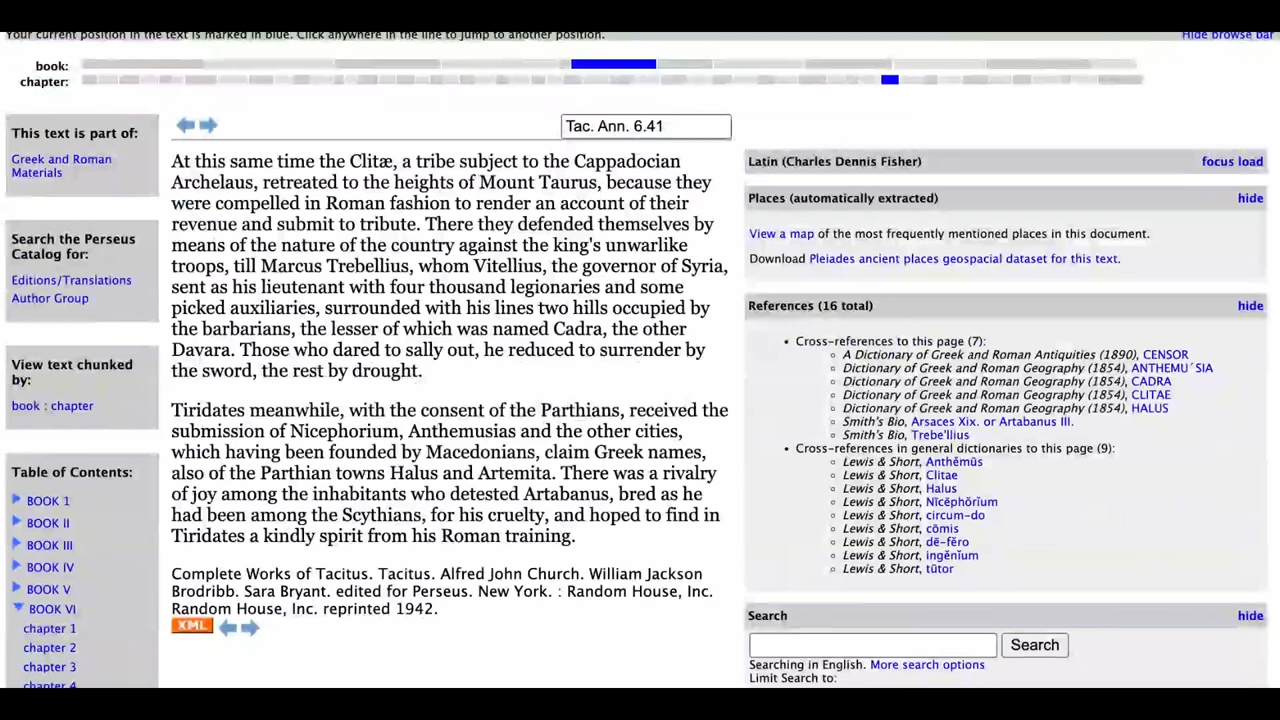 Your current position in the text is marked in blue. Click anywhere in the line to jump to another position.
Hide browse bar
book:
chapter:
This text is part of:
Greek and Roman
Materials
Search the Perseus
Catalog for:
Editions/Translations
Author Group
View text chunked
by:
book : chapter
Table of Contents:
BOOK 1
BOOK II
BOOK III
BOOK IV
BOOK V
BOOK VI
chapter 1
chapter 2
chapter 3
chapter 4
Tac. Ann. 6.41
At this same time the Clitæ, a tribe subject to the Cappadocian
Archelaus, retreated to the heights of Mount Taurus, because they
were compelled in Roman fashion to render an account of their
revenue and submit to tribute. There they defended themselves by
means of the nature of the country against the king's unwarlike
troops, till Marcus Trebellius, whom Vitellius, the governor of Syria,
sent as his lieutenant with four thousand legionaries and some
picked auxiliaries, surrounded with his lines two hills occupied by
the barbarians, the lesser of which was named Cadra, the other
Davara. Those who dared to sally out, he reduced to surrender by
the sword, the rest by drought.
Tiridates meanwhile, with the consent of the Parthians, received the
submission of Nicephorium, Anthemusias and the other cities,
which having been founded by Macedonians, claim Greek names,
also of the Parthian towns Halus and Artemita. There was a rivalry
of joy among the inhabitants who detested Artabanus, bred as he
had been among the Scythians, for his cruelty, and hoped to find in
Tiridates a kindly spirit from his Roman training.
Complete Works of Tacitus. Tacitus. Alfred John Church. William Jackson
Brodribb. Sara Bryant. edited for Perseus. New York. : Random House, Inc.
Random House, Inc. reprinted 1942.
XML
Latin (Charles Dennis Fisher)
focus load
Places (automatically extracted)
hide
View a map of the most frequently mentioned places in this document.
Download Pleiades ancient places geospacial dataset for this text.
References (16 total)
hide
• Cross-references to this page (7):
A Dictionary of Greek and Roman Antiquities (1890), CENSOR
Dictionary of Greek and Roman Geography (1854), ANTHEMU´SIA
Dictionary of Greek and Roman Geography (1854), CADRA
Dictionary of Greek and Roman Geography (1854), CLITAE
Dictionary of Greek and Roman Geography (1854), HALUS
Smith's Bio, Arsaces Xix. or Artabanus III.
Smith's Bio, Trebe'llius
• Cross-references in general dictionaries to this page (9):
Lewis & Short, Anthĕmūs
Lewis & Short, Clitae
Lewis & Short, Halus
Lewis & Short, Nīcēphŏrĭum
Lewis & Short, circum-do
Lewis & Short, cōmis
Lewis & Short, dē-fĕro
Lewis & Short, ingĕnĭum
Lewis & Short, tūtor
Search
hide
Search
Searching in English. More search options
Limit Search to: